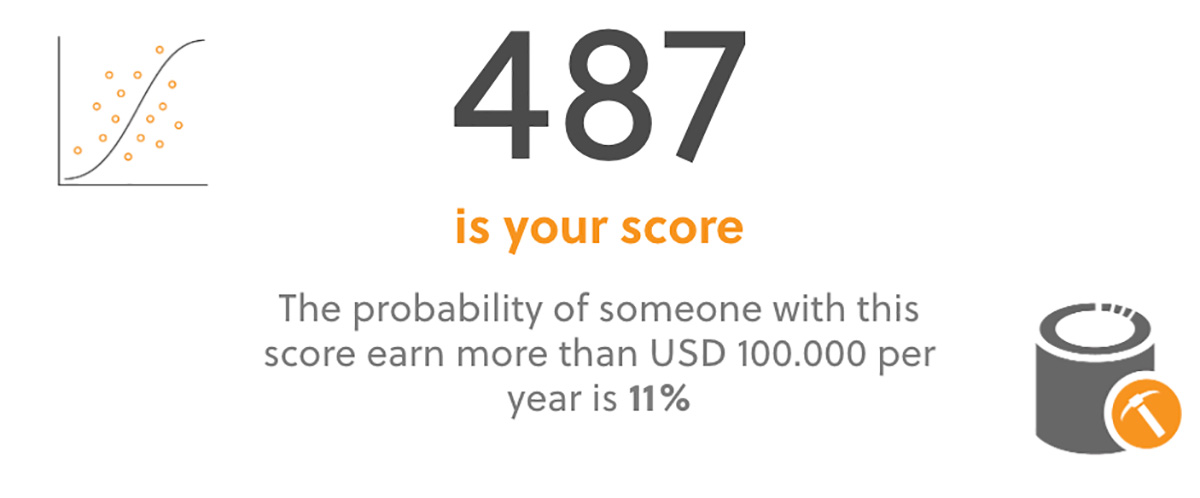 487
is your score
The probability of someone with this
score earn more than USD 100.000 per
year is 11%